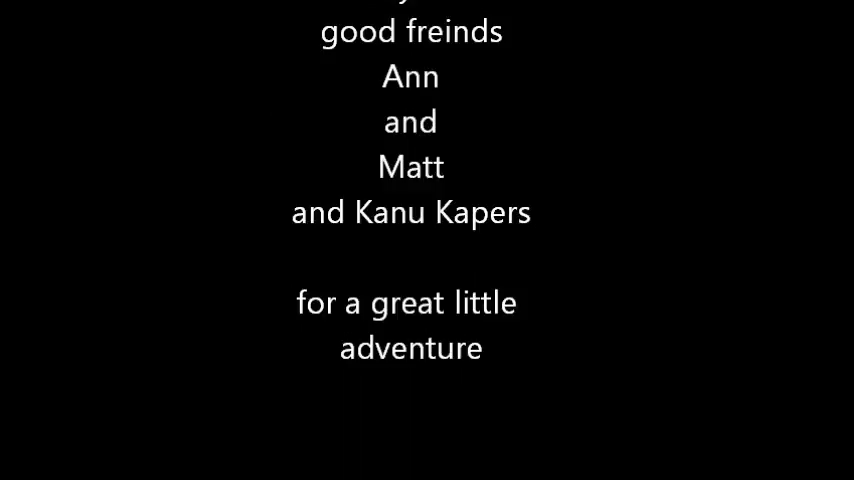 good freinds
Ann
and
Matt
and Kanu Kapers
for a great little
adventure